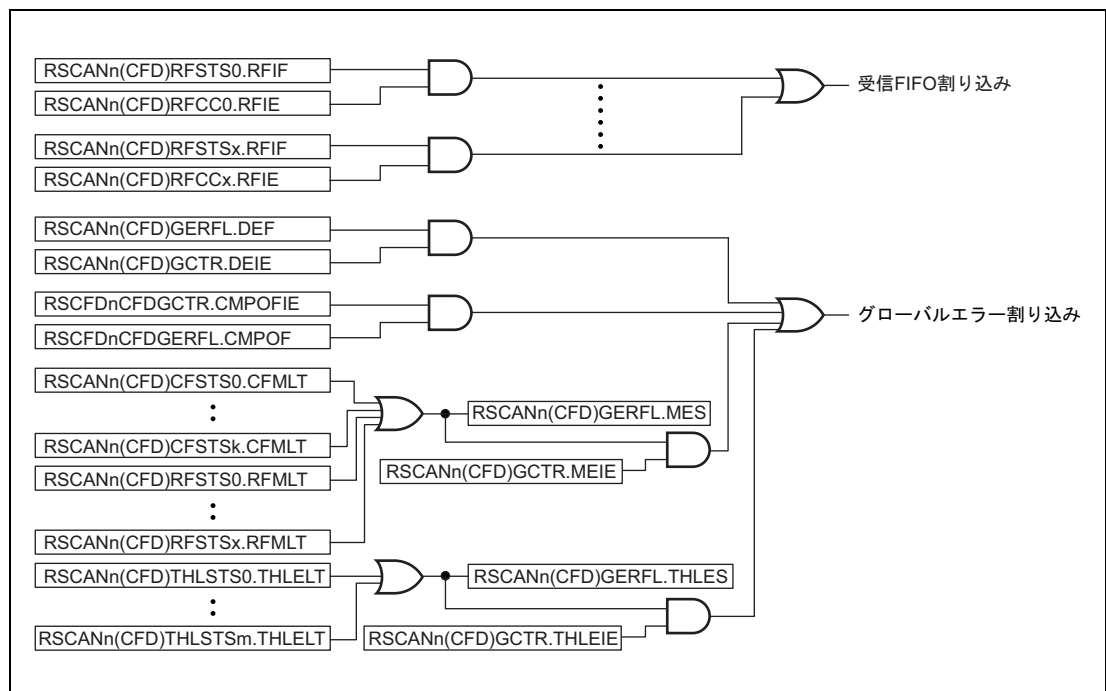 RSCANn(CFD)RFSTS0.RFIF
RSCANn(CFD)RFCC0.RFIE
受信FIFO割り込み
RSCANn(CFD)RFSTSx.RFIF
RSCANn(CFD)RFCCx.RFIE
RSCANn(CFD)GERFL.DEF
RSCANn(CFD)GCTR.DEIE
RSCFDnCFDGCTR.CMPOFIE
RSCFDnCFDGERFL.CMPOF
グローバルエラー割り込み
RSCANn(CFD)CFSTS0.CFMLT
RSCANn(CFD)CFSTSk.CFMLT
RSCANn(CFD)RFSTS0.RFMLT
RSCANn(CFD)RFSTSx.RFMLT
RSCANn(CFD)GERFL.MES
RSCANn(CFD)GCTR.MEIE
RSCANn(CFD)THLSTS0.THLELT
RSCANn(CFD)THLSTSm.THLELT
RSCANn(CFD)GERFL.THLES
RSCANn(CFD)GCTR.THLEIE